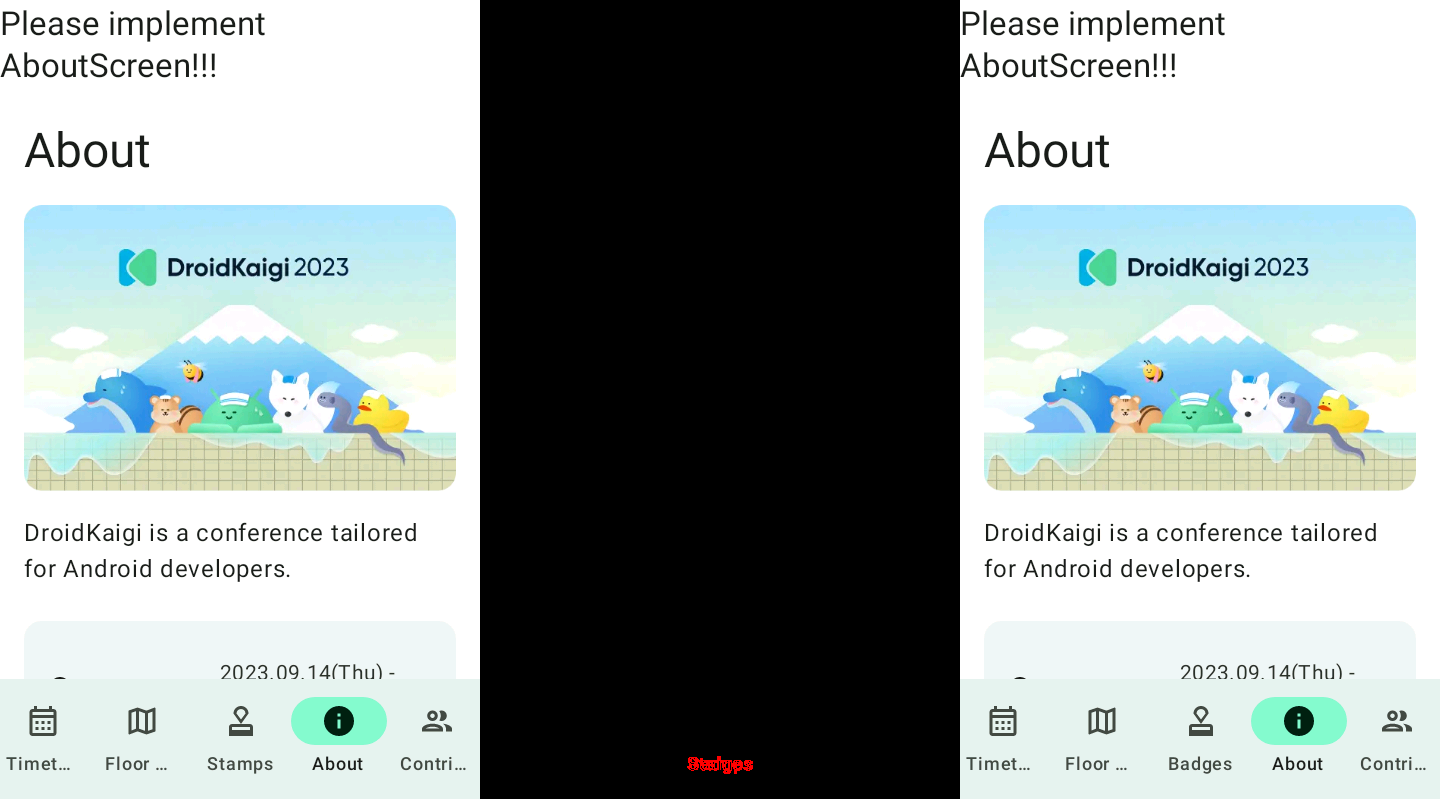 Please implement
AboutScreen!!!
About
DroidKaigi 2023
DroidKaigi is a conference tailored
for Android developers.
2023.09.14(Thu) -
Timet…
Floor …
Stamps
About
Contri…
Please implement
AboutScreen!!!
About
DroidKaigi 2023
DroidKaigi is a conference tailored
for Android developers.
2023.09.14(Thu) -
Timet…
Floor …
Badges
About
Contri…